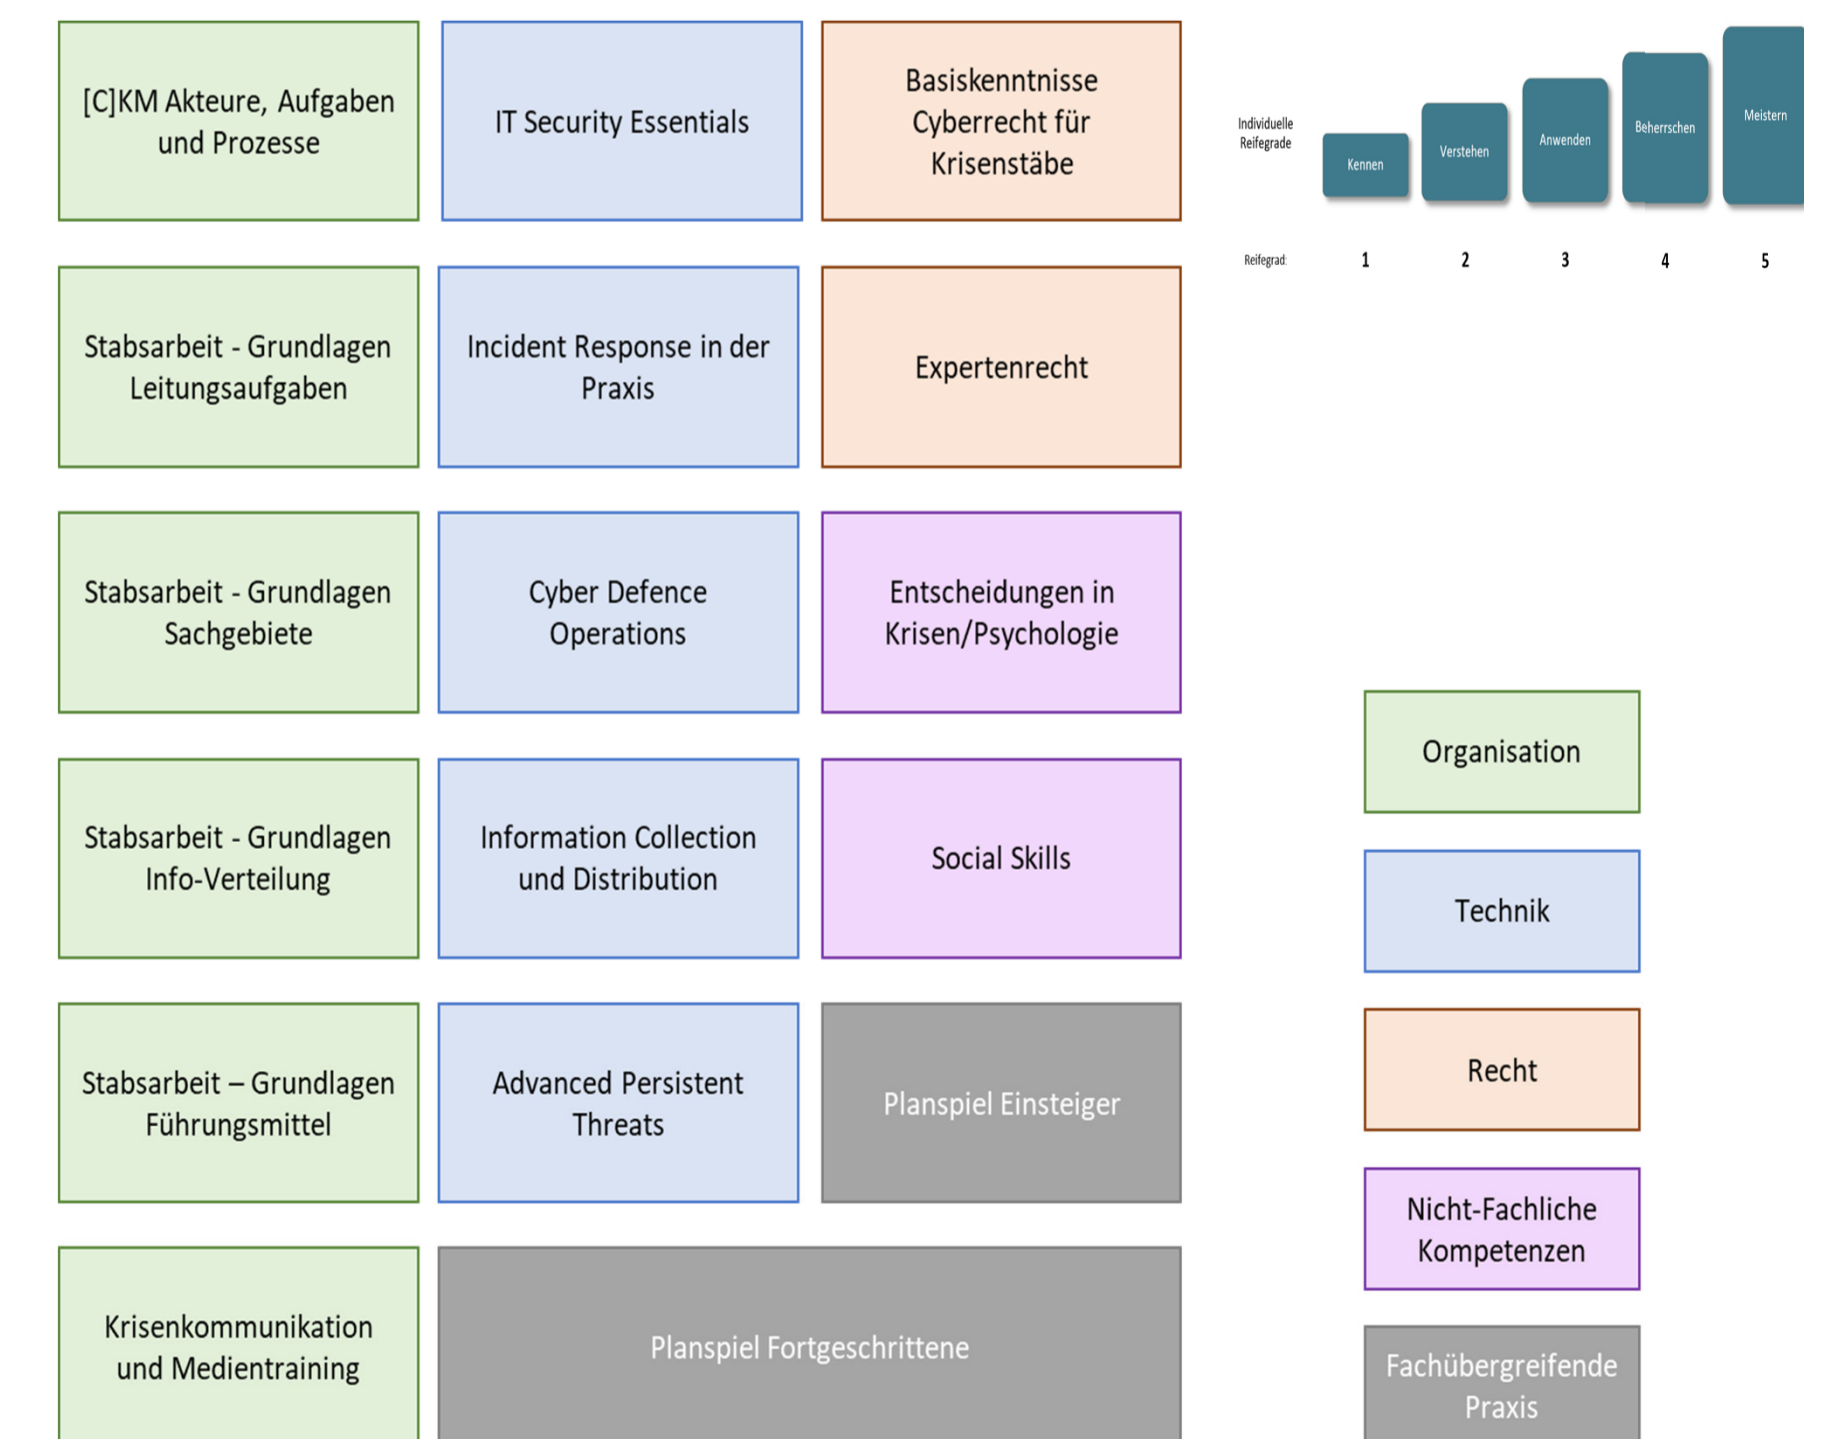 [C]KM Akteure, Aufgaben
und Prozesse
IT Security Essentials
Basiskenntnisse
Cyberrecht für
Krisenstäbe
Individuelle
Reifegrade
Kennen
Verstehen
Anwenden
Beherrschen
Meistern
Reifegrad:
1
2
3
4
5
Stabsarbeit - Grundlagen
Leitungsaufgaben
Incident Response in der
Praxis
Expertenrecht
Stabsarbeit - Grundlagen
Sachgebiete
Cyber Defence
Operations
Entscheidungen in
Krisen/Psychologie
Stabsarbeit - Grundlagen
Info-Verteilung
Information Collection
und Distribution
Social Skills
Stabsarbeit – Grundlagen
Führungsmittel
Advanced Persistent
Threats
Planspiel Einsteiger
Krisenkommunikation
und Medientraining
Planspiel Fortgeschrittene
Organisation
Technik
Recht
Nicht-Fachliche
Kompetenzen
Fachübergreifende
Praxis